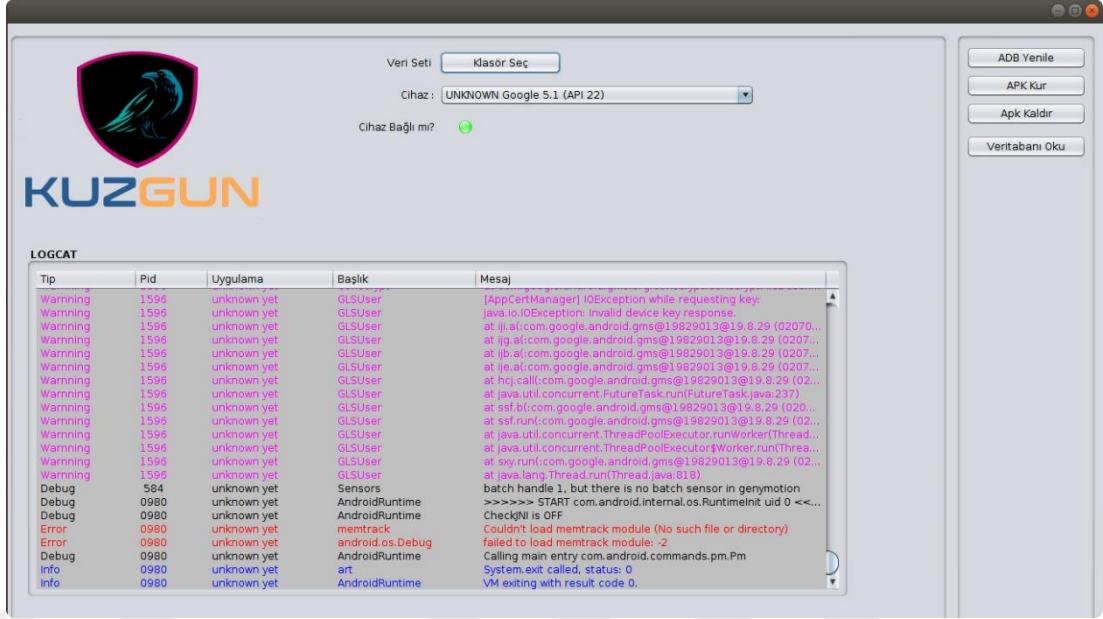 Veri Seti Klasör Seç
Cihaz : UNKNOWN Google 5.1 (API 22)
Cihaz Bağlı mı?
ADB Yenile
APK Kur
Apk Kaldır
Veritabanı Oku
KUZGUN
LOGCAT
Tip Pid Uygulama Başlık Mesaj
Warnning 1596 unknown yet GLSUser [AppCertManager] IOException while requesting key:
Warnning 1596 unknown yet GLSUser java.io.IOException: Invalid device key response.
Warnning 1596 unknown yet GLSUser at iji.a(:com.google.android.gms@19829013@19.8.29 (02070...
Warnning 1596 unknown yet GLSUser at ijg.a(:com.google.android.gms@19829013@19.8.29 (0207...
Warnning 1596 unknown yet GLSUser at ijb.a(:com.google.android.gms@19829013@19.8.29 (0207...
Warnning 1596 unknown yet GLSUser at ije.a(:com.google.android.gms@19829013@19.8.29 (0207...
Warnning 1596 unknown yet GLSUser at hcj.call(:com.google.android.gms@19829013@19.8.29 (02...
Warnning 1596 unknown yet GLSUser at java.util.concurrent.FutureTask.run(FutureTask.java:237)
Warnning 1596 unknown yet GLSUser at ssf.b(:com.google.android.gms@19829013@19.8.29 (020...
Warnning 1596 unknown yet GLSUser at ssf.run(:com.google.android.gms@19829013@19.8.29 (02...
Warnning 1596 unknown yet GLSUser at java.util.concurrent.ThreadPoolExecutor.runWorker(Thread...
Warnning 1596 unknown yet GLSUser at java.util.concurrent.ThreadPoolExecutor$Worker.run(Threa...
Warnning 1596 unknown yet GLSUser at sxy.run(:com.google.android.gms@19829013@19.8.29 (02...
Warnning 1596 unknown yet GLSUser at java.lang.Thread.run(Thread.java:818)
Debug 584 unknown yet Sensors batch handle 1, but there is no batch sensor in genymotion
Debug 0980 unknown yet AndroidRuntime >>>>>> START com.android.internal.os.RuntimeInit uid 0 <<...
Debug 0980 unknown yet AndroidRuntime CheckJNI is OFF
Error 0980 unknown yet memtrack Couldn't load memtrack module (No such file or directory)
Error 0980 unknown yet android.os.Debug failed to load memtrack module: -2
Debug 0980 unknown yet AndroidRuntime Calling main entry com.android.commands.pm.Pm
Info 0980 unknown yet art System.exit called, status: 0
Info 0980 unknown yet AndroidRuntime VM exiting with result code 0.